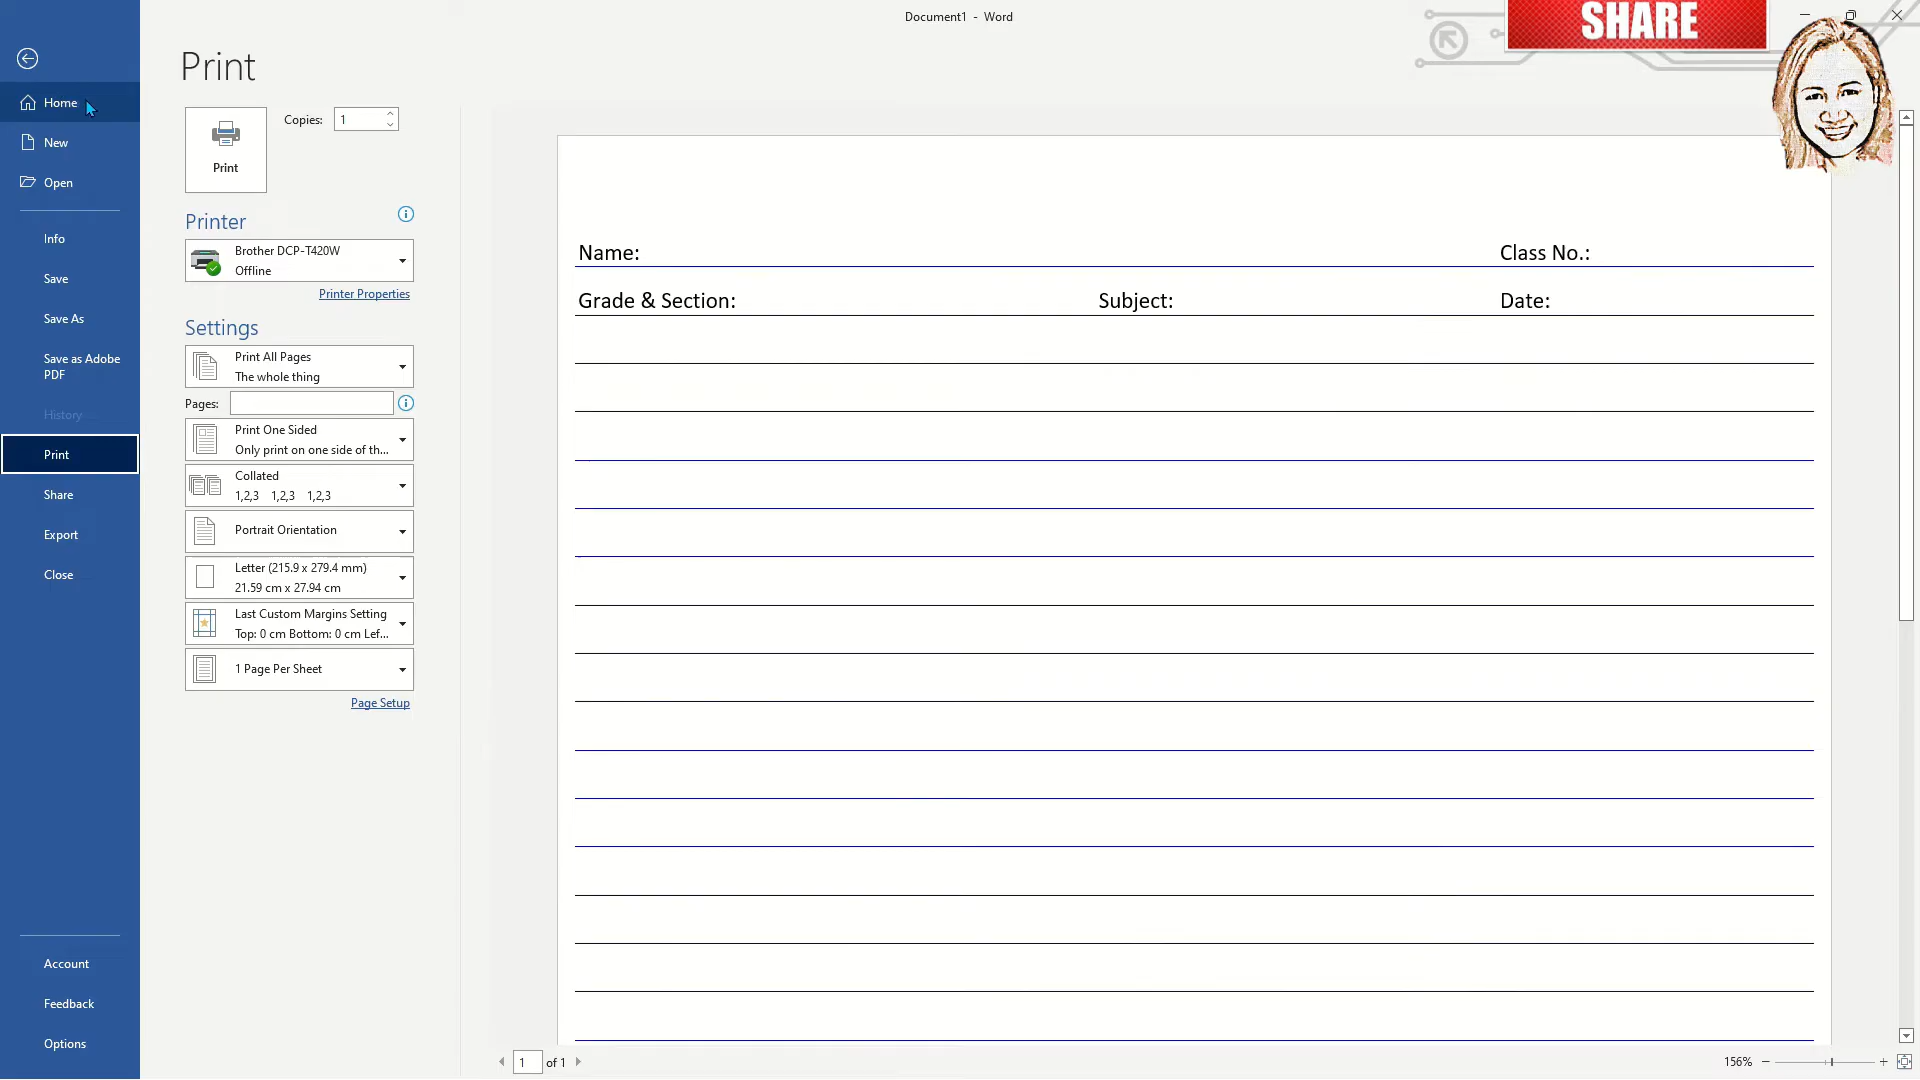 Document1 - Word
SHARE
Home
New
Open
Info
Save
Save As
Save as Adobe
PDF
History
Print
Share
Export
Close
Account
Feedback
Options
Print
Print
Copies: 1
Printer
Brother DCP-T420W
Offline
Printer Properties
Settings
Print All Pages
The whole thing
Pages:
Print One Sided
Only print on one side of th...
Collated
1,2,3 1,2,3 1,2,3
Portrait Orientation
Letter (215.9 x 279.4 mm)
21.59 cm x 27.94 cm
Last Custom Margins Setting
Top: 0 cm Bottom: 0 cm Lef...
1 Page Per Sheet
Page Setup
Name: Class No.:
Grade & Section: Subject: Date:
1 of 1
156%